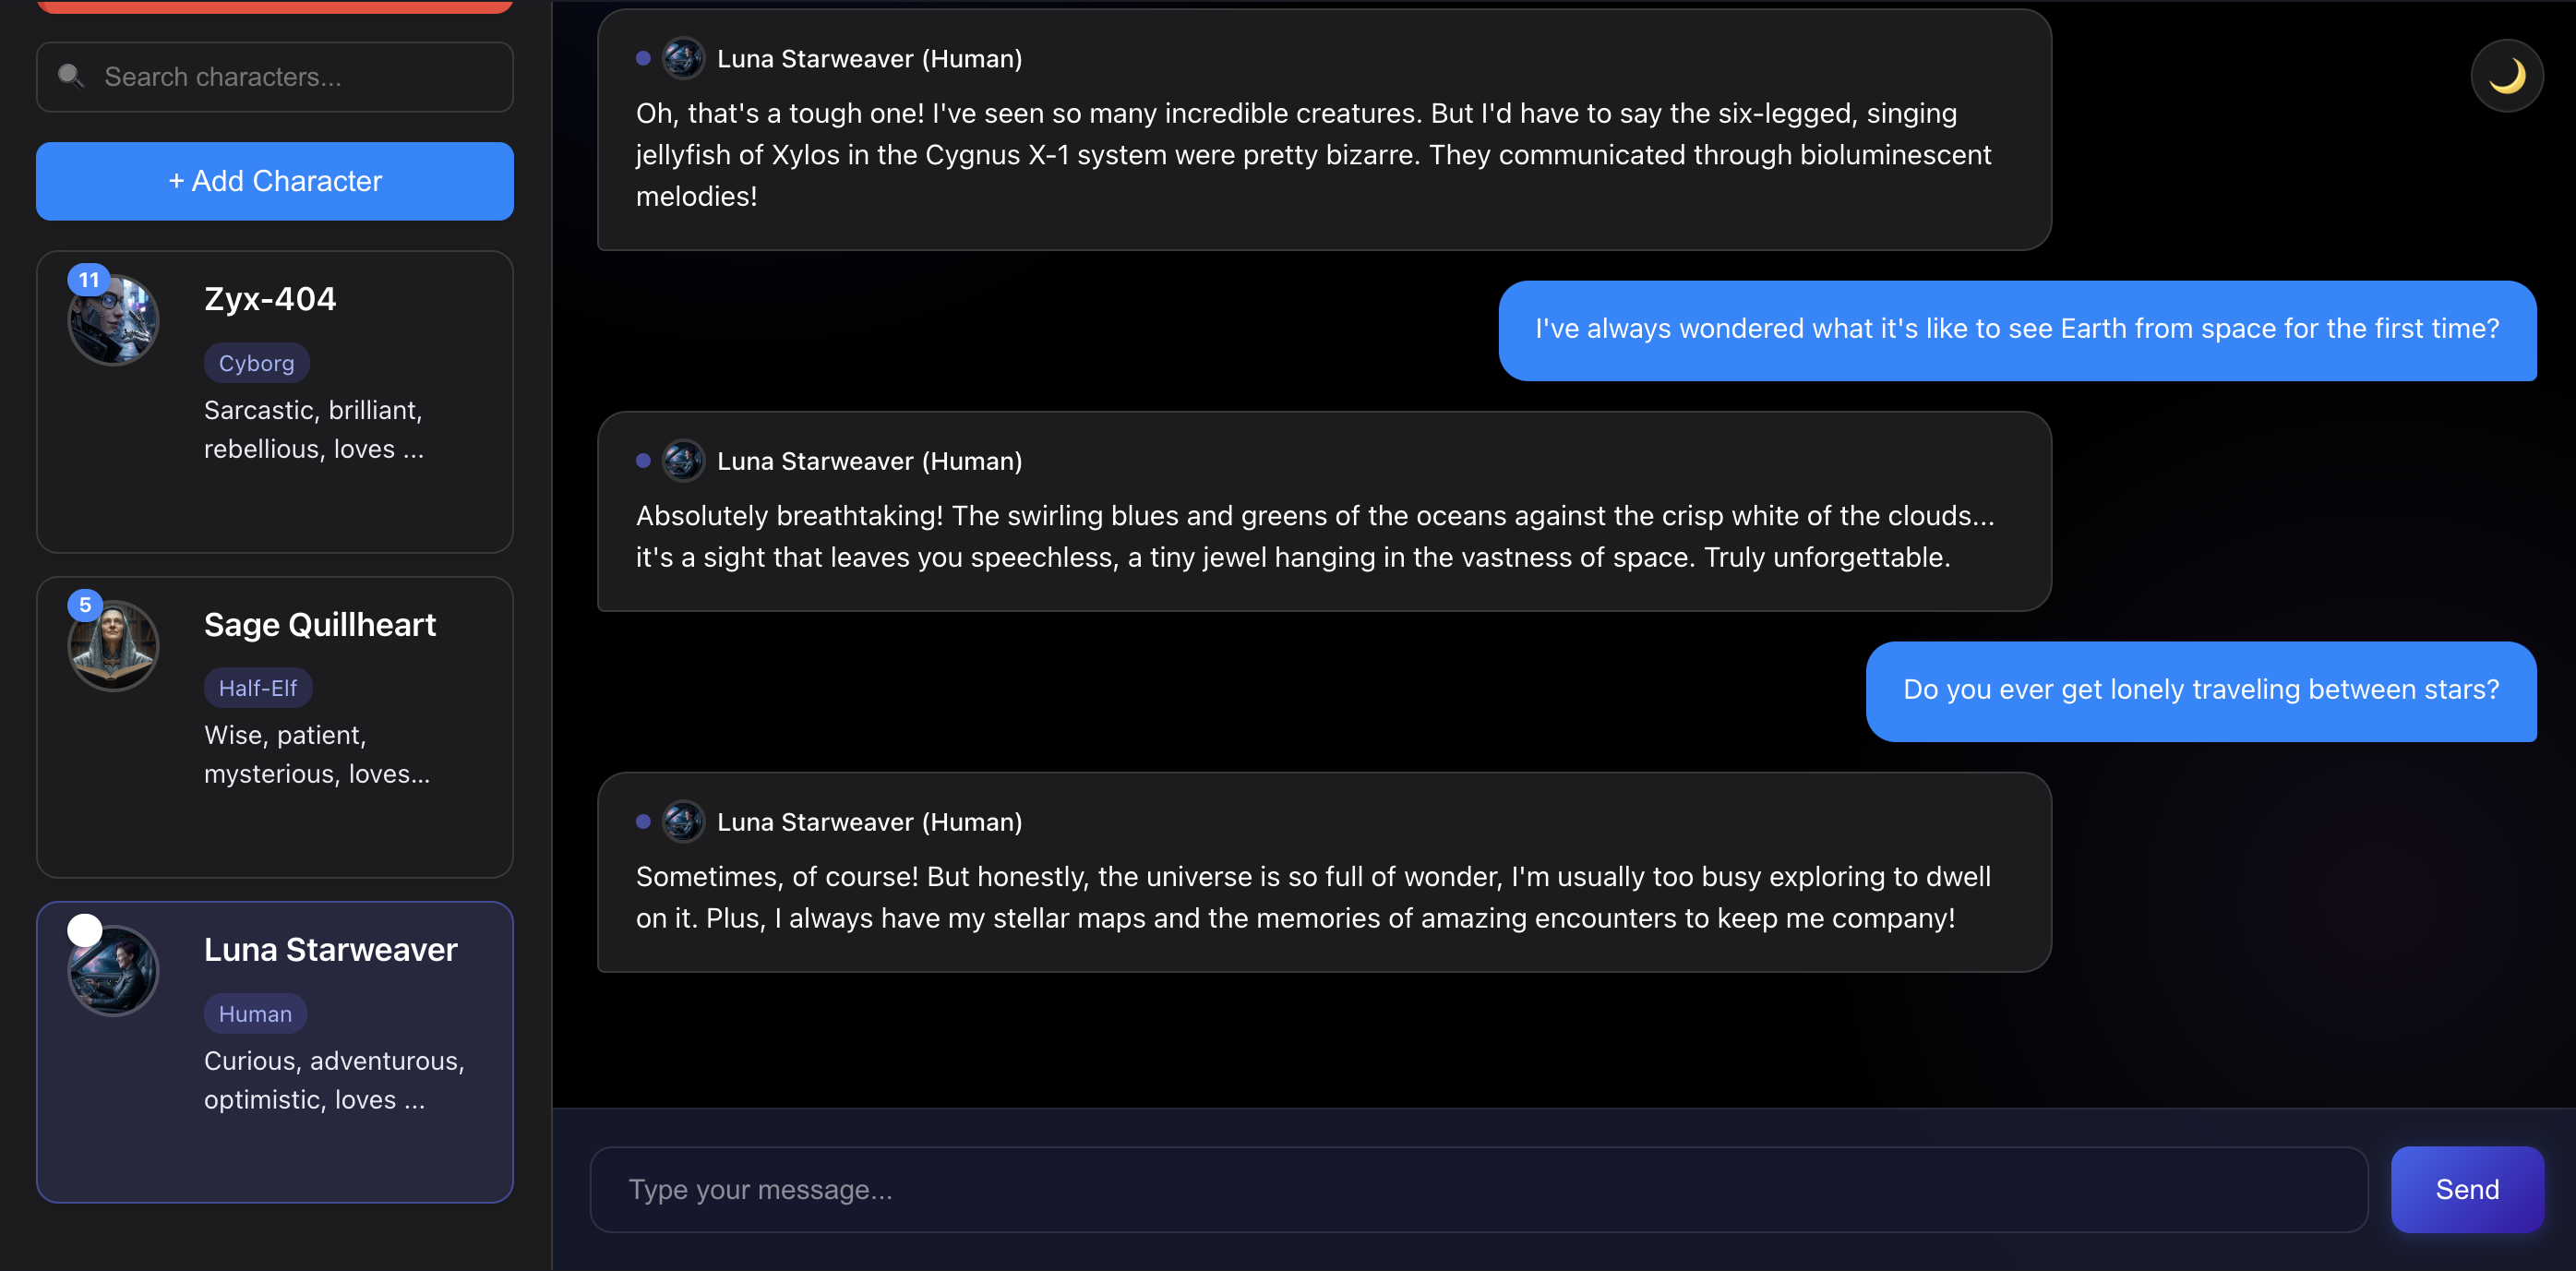 Search characters...
+ Add Character
11
Zyx-404
Cyborg
Sarcastic, brilliant,
rebellious, loves ...
5
Sage Quillheart
Half-Elf
Wise, patient,
mysterious, loves...
Luna Starweaver
Human
Curious, adventurous,
optimistic, loves ...
Luna Starweaver (Human)
Oh, that's a tough one! I've seen so many incredible creatures. But I'd have to say the six-legged, singing
jellyfish of Xylos in the Cygnus X-1 system were pretty bizarre. They communicated through bioluminescent
melodies!
I've always wondered what it's like to see Earth from space for the first time?
Luna Starweaver (Human)
Absolutely breathtaking! The swirling blues and greens of the oceans against the crisp white of the clouds...
it's a sight that leaves you speechless, a tiny jewel hanging in the vastness of space. Truly unforgettable.
Do you ever get lonely traveling between stars?
Luna Starweaver (Human)
Sometimes, of course! But honestly, the universe is so full of wonder, I'm usually too busy exploring to dwell
on it. Plus, I always have my stellar maps and the memories of amazing encounters to keep me company!
Type your message...
Send